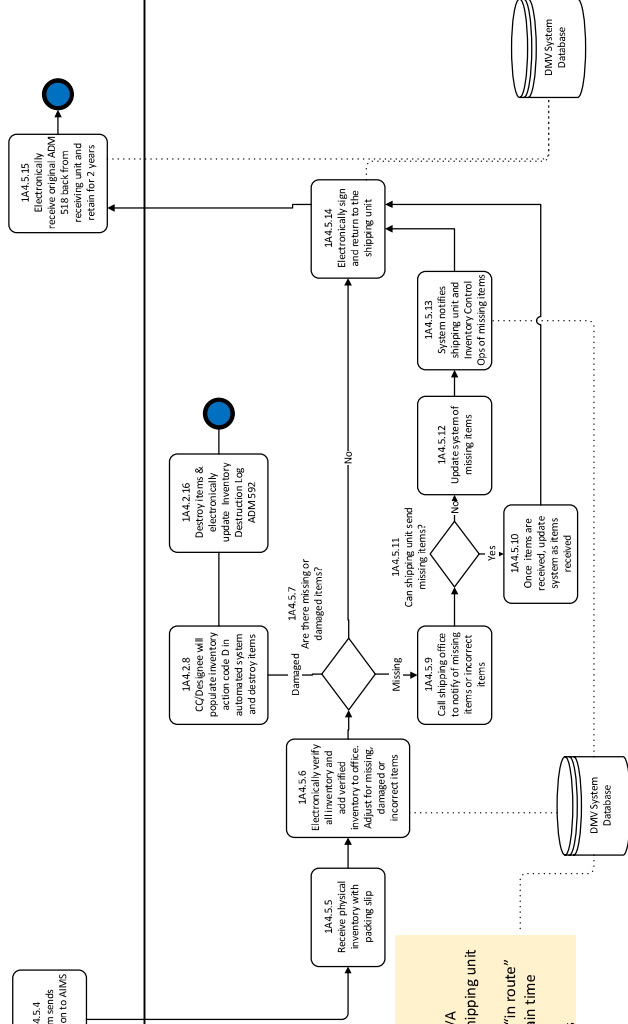 .5.4
m sends
on to AIMS
1A4.5.5
Receive physical
inventory with
packing slip
1A4.5.6
Electronically verify
all inventory and
add verified
inventory to office.
Adjust for missing,
damaged or
incorrect items
1A4.5.7
Are there missing or
damaged items?
Damaged
1A4.2.8
CC/Designee will
populate inventory
action code D in
automated system
and destroy items
1A4.2.16
Destroy items &
electronically
update Inventory
Destruction Log
ADM 592
Missing
1A4.5.9
Call shipping office
to notify of missing
items or incorrect
items
1A4.5.11
Can shipping unit send
missing items?
Yes
1A4.5.10
Once items are
received, update
system as items
received
No
1A4.5.12
Update system of
missing items
1A4.5.13
System notifies
shipping unit and
Inventory Control
Ops of missing items
No
1A4.5.14
Electronically sign
and return to the
shipping unit
1A4.5.15
Electronically
receive original ADM
518 back from
receiving unit and
retain for 2 years
DMV System
Database
DMV System
Database
/A
hipping unit
"in route"
ain time